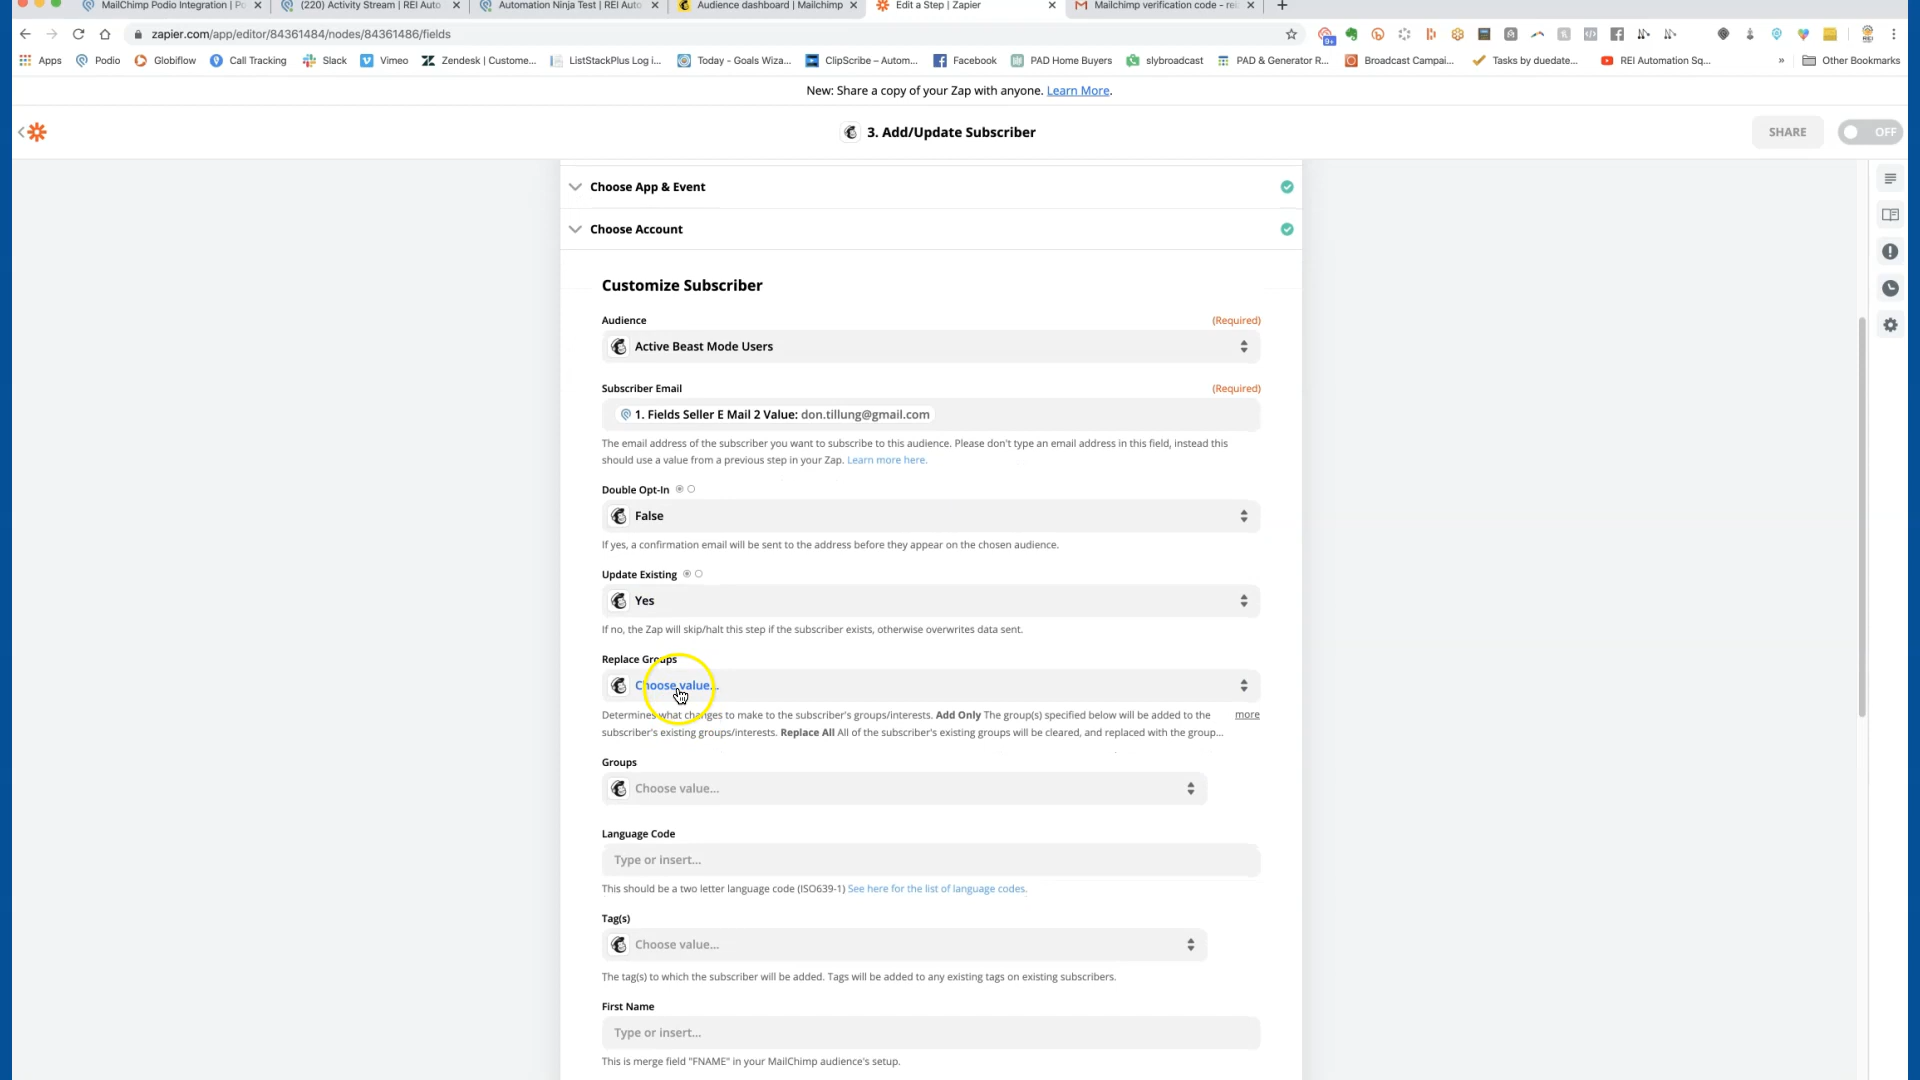 MailChimp Podio Integration | Po
(220) Activity Stream | REI Auto
Automation Ninja Test | REI Auto
Audience dashboard | Mailchimp
Edit a Step | Zapier
Mailchimp verification code - rei
zapier.com/app/editor/84361484/nodes/84361486/fields
9+
Apps
Podio
Globiflow
Call Tracking
Slack
Vimeo
Zendesk | Custome...
ListStackPlus Log i...
Today - Goals Wiza...
ClipScribe – Autom...
Facebook
PAD Home Buyers
slybroadcast
PAD & Generator R...
Broadcast Campai...
Tasks by duedate...
REI Automation Sq...
»
Other Bookmarks
New: Share a copy of your Zap with anyone. Learn More.
3. Add/Update Subscriber
SHARE
OFF
Choose App & Event
Choose Account
Customize Subscriber
Audience
(Required)
Active Beast Mode Users
Subscriber Email
(Required)
1. Fields Seller E Mail 2 Value: don.tillung@gmail.com
The email address of the subscriber you want to subscribe to this audience. Please don't type an email address in this field, instead this
should use a value from a previous step in your Zap. Learn more here.
Double Opt-In
False
If yes, a confirmation email will be sent to the address before they appear on the chosen audience.
Update Existing
Yes
If no, the Zap will skip/halt this step if the subscriber exists, otherwise overwrites data sent.
Replace Groups
Choose value...
Determines what changes to make to the subscriber's groups/interests. Add Only The group(s) specified below will be added to the
more
subscriber's existing groups/interests. Replace All All of the subscriber's existing groups will be cleared, and replaced with the group...
Groups
Choose value...
Language Code
Type or insert...
This should be a two letter language code (ISO639-1) See here for the list of language codes.
Tag(s)
Choose value...
The tag(s) to which the subscriber will be added. Tags will be added to any existing tags on existing subscribers.
First Name
Type or insert...
This is merge field "FNAME" in your MailChimp audience's setup.